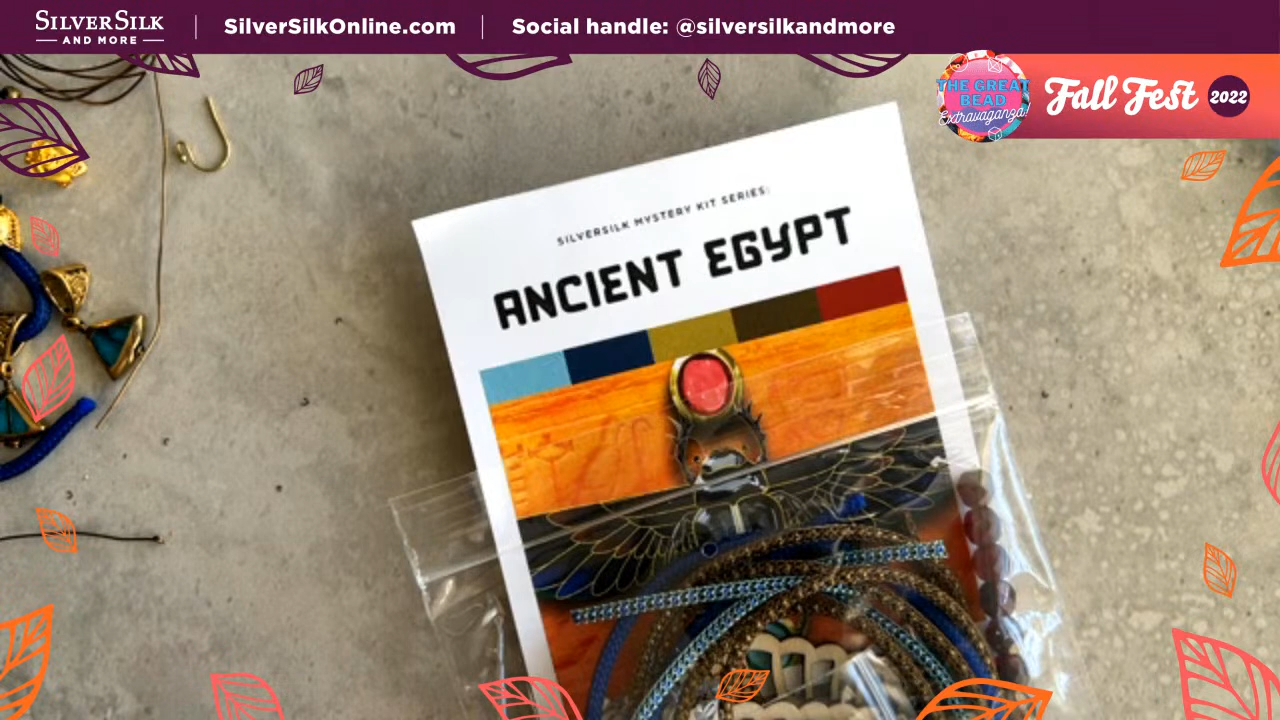 SILVERSILK
AND MORE
SilverSilkOnline.com
Social handle: @silversilkandmore
THE GREAT
BEAD
Extravaganza!
Fall Fest
2022
SILVERSILK MYSTERY KIT SERIES:
ANCIENT EGYPT